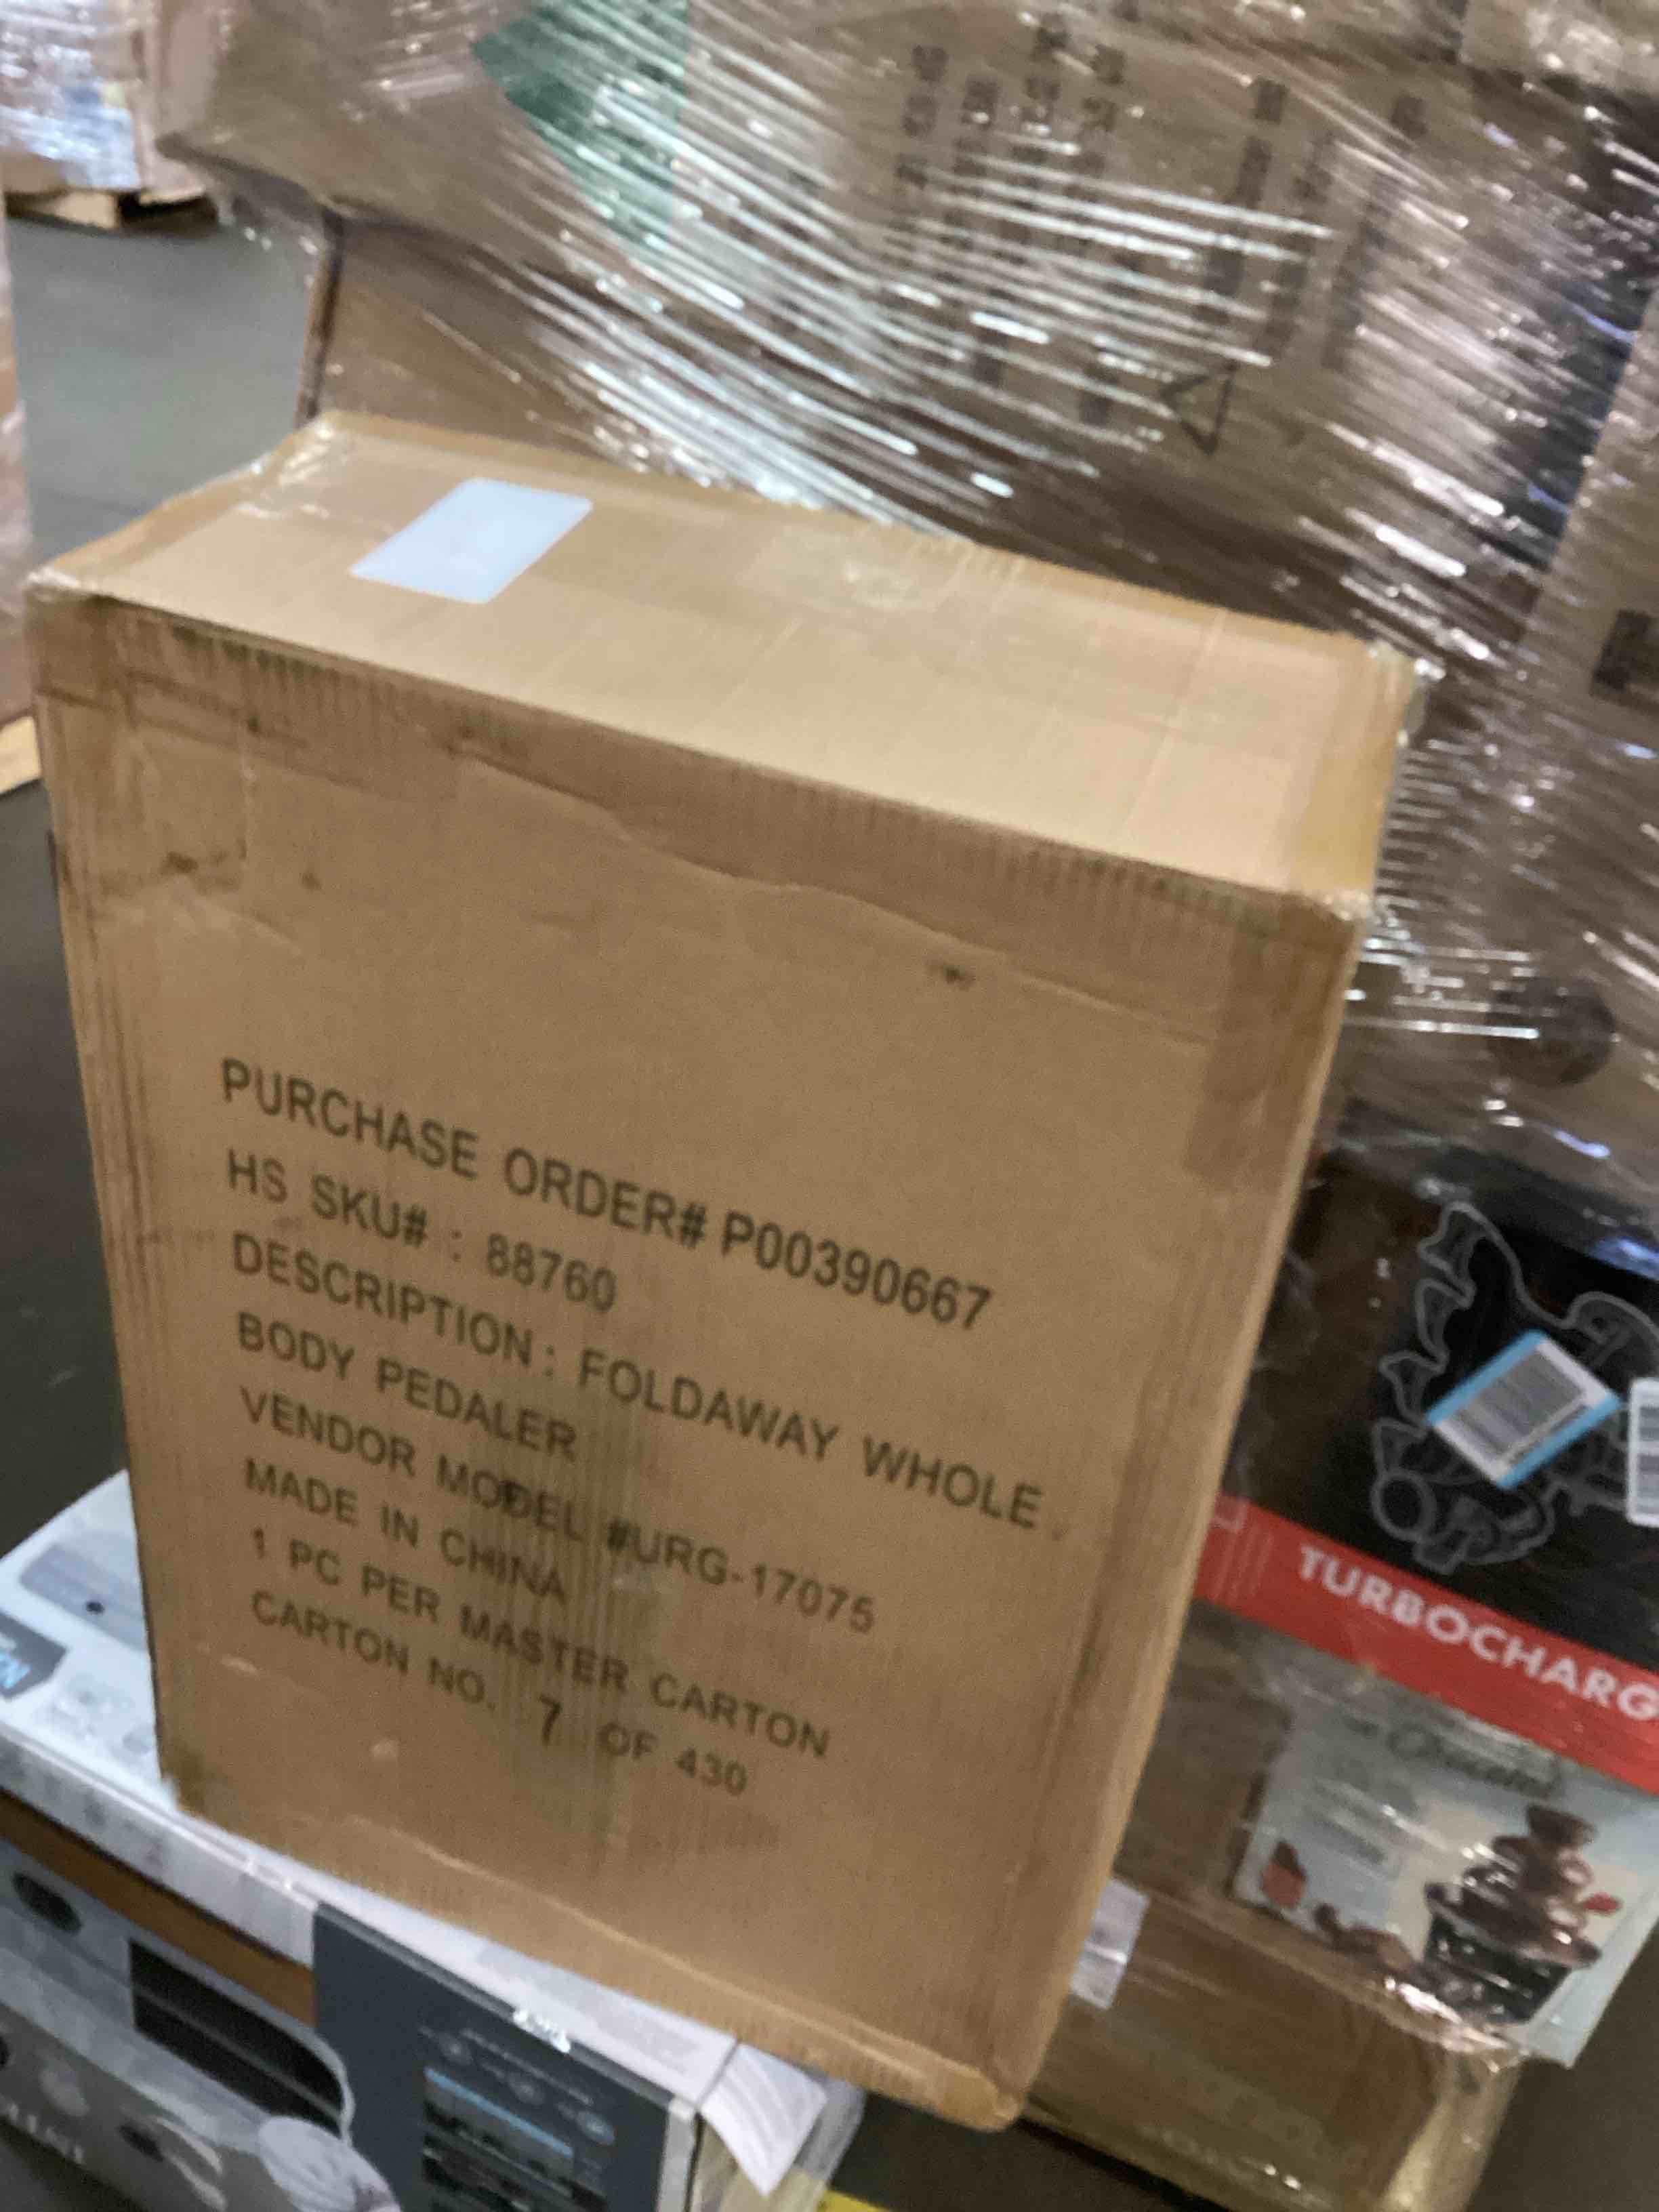 PURCHASE ORDER# P00390667
HS SKU# : 88760
DESCRIPTION : FOLDAWAY WHOLE
BODY PEDALER
VENDOR MODEL #URG-17075
MADE IN CHINA
1 PC PER MASTER CARTON
CARTON NO. 7 OF 430
TURBOCHARG